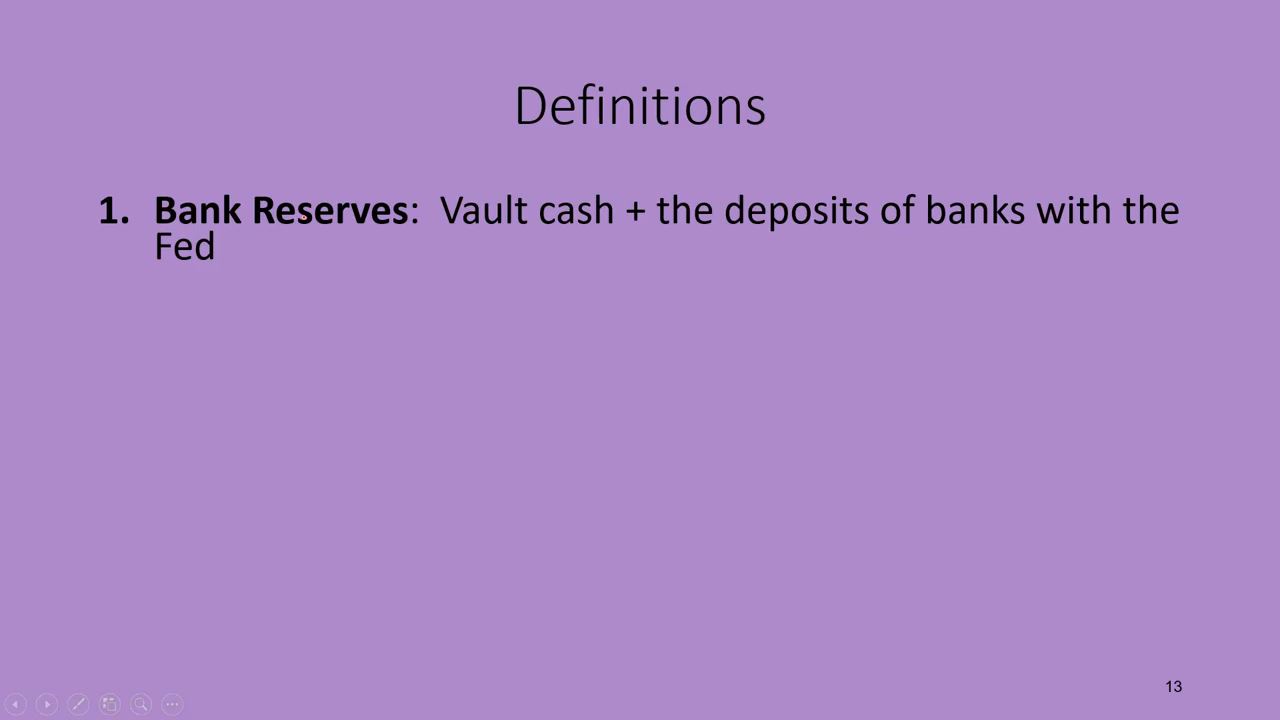 Definitions
1. Bank Reserves: Vault cash + the deposits of banks with the
Fed
13